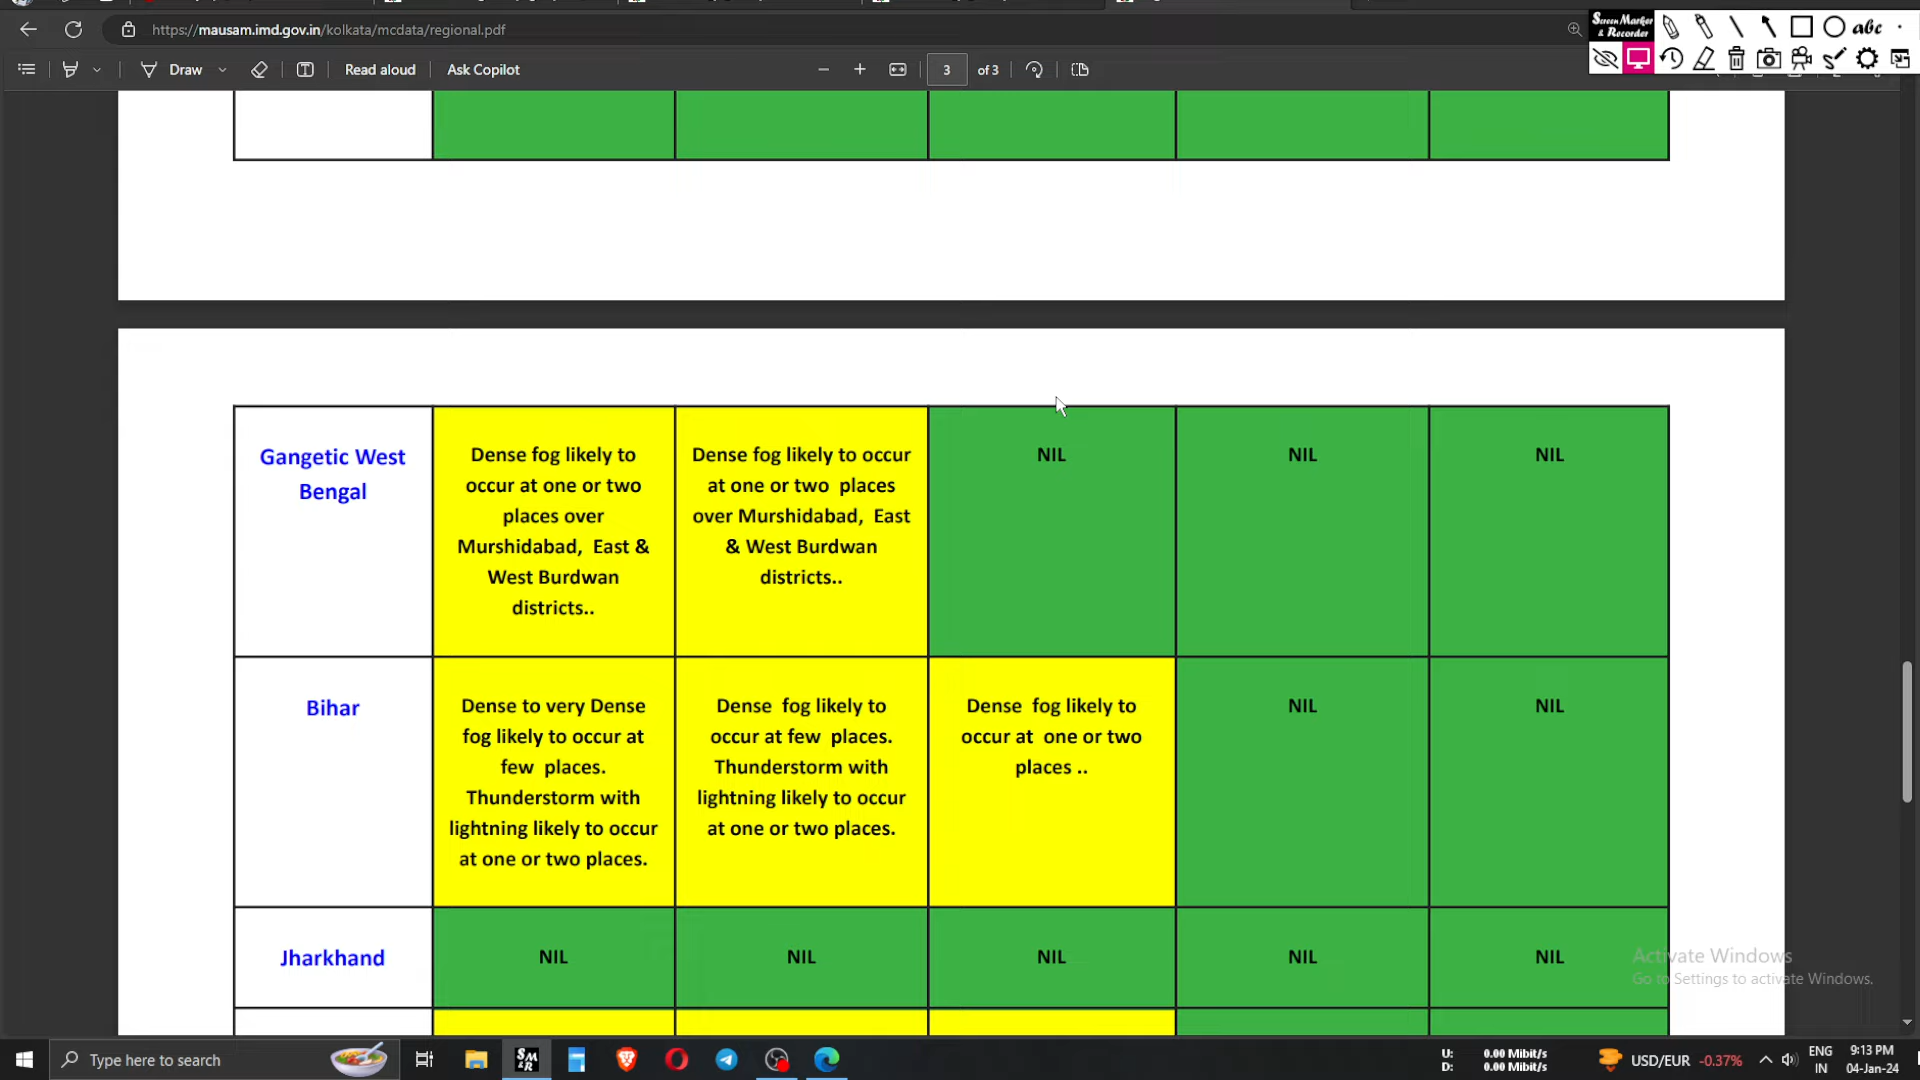 https://mausam.imd.gov.in/kolkata/mcdata/regional.pdf
Screen Marker
& Recorder
abc
Draw
Read aloud
Ask Copilot
3
of 3
Gangetic West
Bengal
Dense fog likely to
occur at one or two
places over
Murshidabad, East &
West Burdwan
districts..
Dense fog likely to occur
at one or two places
over Murshidabad, East
& West Burdwan
districts..
NIL
NIL
NIL
Bihar
Dense to very Dense
fog likely to occur at
few places.
Thunderstorm with
lightning likely to occur
at one or two places.
Dense fog likely to
occur at few places.
Thunderstorm with
lightning likely to occur
at one or two places.
Dense fog likely to
occur at one or two
places ..
NIL
NIL
Jharkhand
NIL
NIL
NIL
NIL
NIL
Activate Windows
Go to Settings to activate Windows.
Type here to search
SM
&R
U: 0.00 Mibit/s
D: 0.00 Mibit/s
USD/EUR -0.37%
ENG
IN
9:13 PM
04-Jan-24